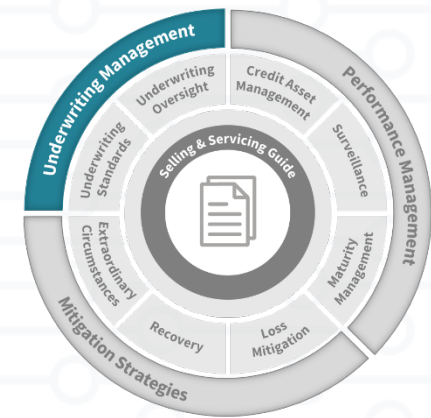 Underwriting Management
Performance Management
Mitigation Strategies
Underwriting
Oversight
Credit Asset
Management
Surveillance
Maturity
Management
Loss
Mitigation
Recovery
Extraordinary
Circumstances
Underwriting
Standards
Selling & Servicing Guide